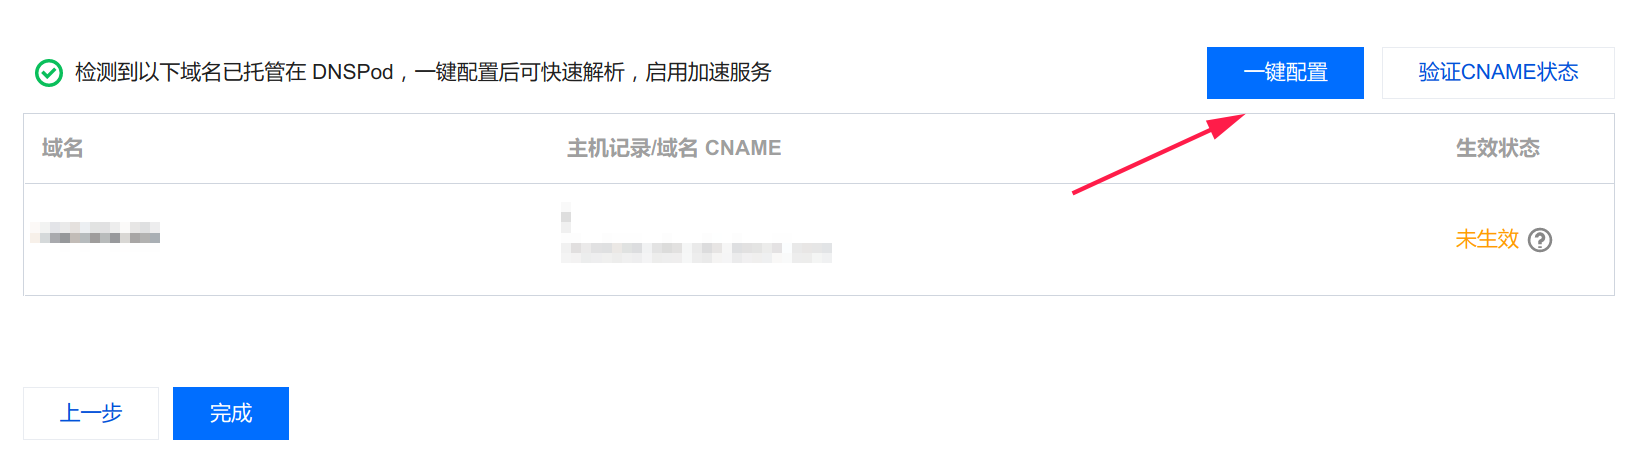 检测到以下域名已托管在 DNSPod，一键配置后可快速解析，启用加速服务
一键配置
验证CNAME状态
域名
主机记录/域名 CNAME
生效状态
未生效
上一步
完成